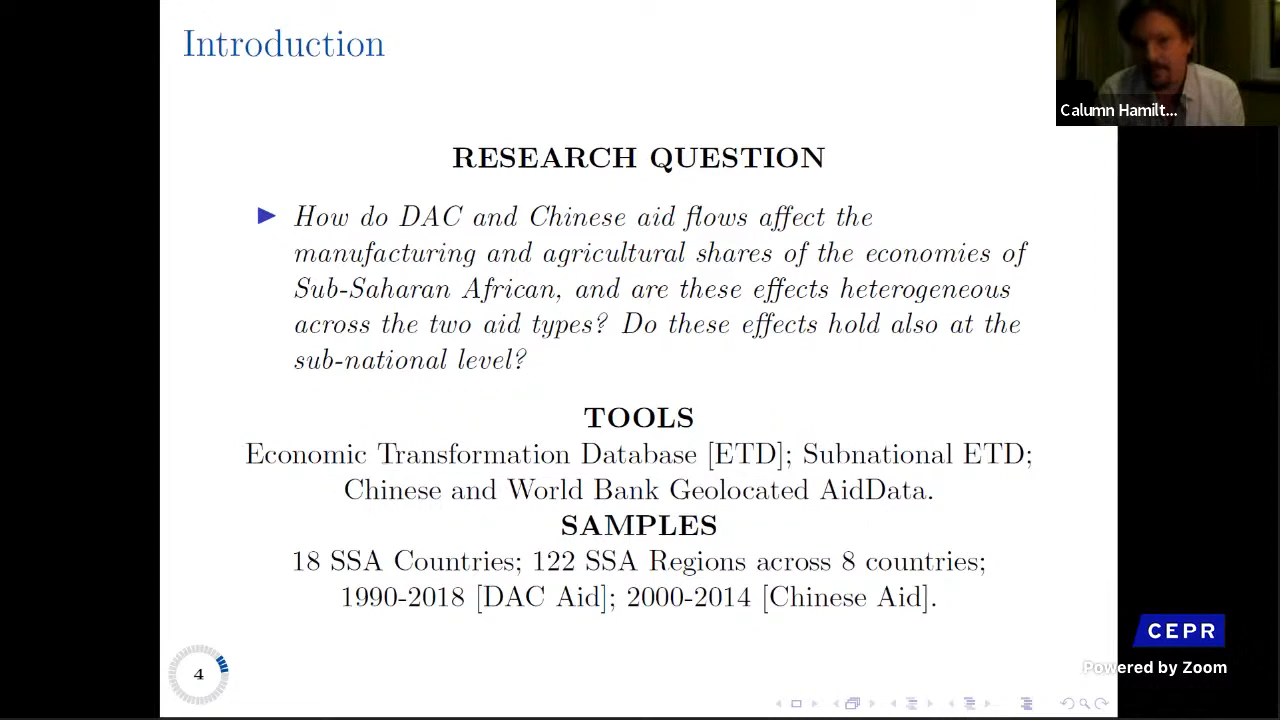 Introduction
Calumn Hamilt...
RESEARCH QUESTION
How do DAC and Chinese aid flows affect the
manufacturing and agricultural shares of the economies of
Sub-Saharan African, and are these effects heterogeneous
across the two aid types? Do these effects hold also at the
sub-national level?
TOOLS
Economic Transformation Database [ETD]; Subnational ETD;
Chinese and World Bank Geolocated AidData.
SAMPLES
18 SSA Countries; 122 SSA Regions across 8 countries;
1990-2018 [DAC Aid]; 2000-2014 [Chinese Aid].
CEPR
Powered by Zoom
4